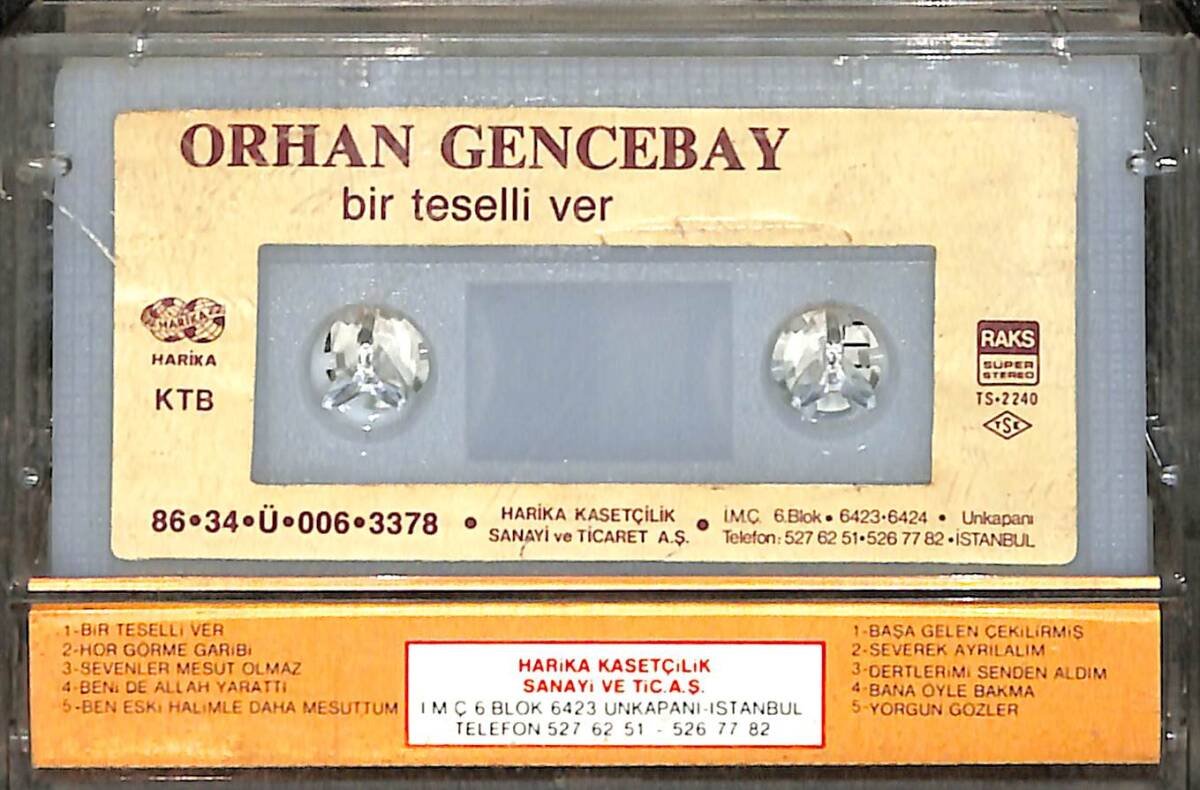 ORHAN GENCEBAY
bir teselli ver
HARİKA
HARİKA
KTB
RAKS
SÜPER
STEREO
TS•2240
TSE
86•34•Ü•006•3378 • HARİKA KASETÇİLİK
SANAYİ ve TİCARET A.Ş. • İ.M.Ç. 6.Blok • 6423•6424 • Unkapanı
Telefon: 527 62 51•526 77 82 •İSTANBUL
1-BİR TESELLİ VER
2-HOR GÖRME GARİBİ
3-SEVENLER MESUT OLMAZ
4-BENİ DE ALLAH YARATTI
5-BEN ESKİ HALİMLE DAHA MESUTTUM
HARİKA KASETÇİLİK
SANAYİ VE TİC.A.Ş.
İ M Ç 6 BLOK 6423 UNKAPANI-İSTANBUL
TELEFON 527 62 51 - 526 77 82
1-BAŞA GELEN ÇEKİLİRMİŞ
2-SEVEREK AYRILALIM
3-DERTLERİMİ SENDEN ALDIM
4-BANA ÖYLE BAKMA
5-YORGUN GÖZLER